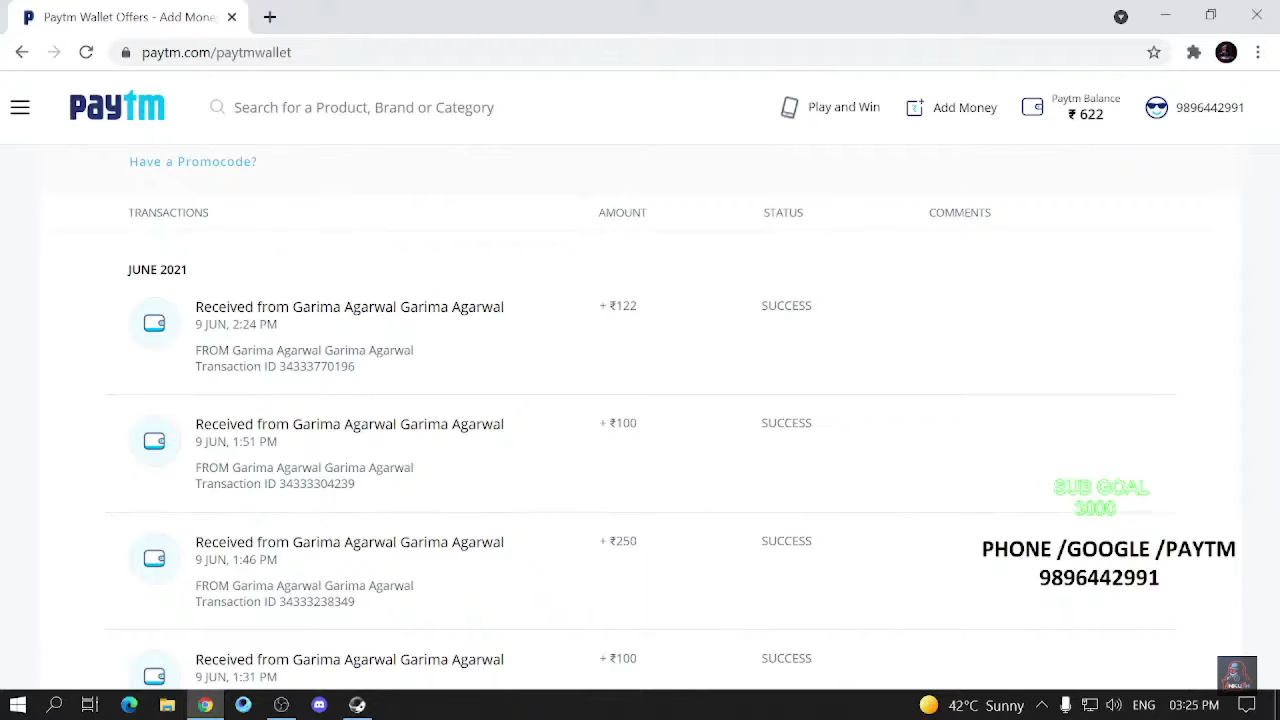 Paytm Wallet Offers - Add Mone
paytm.com/paytmwallet
paytm
Search for a Product, Brand or Category
Play and Win
Add Money
Paytm Balance
₹ 622
9896442991
Have a Promocode?
TRANSACTIONS AMOUNT STATUS COMMENTS
JUNE 2021
Received from Garima Agarwal Garima Agarwal + ₹122 SUCCESS
9 JUN, 2:24 PM
FROM Garima Agarwal Garima Agarwal
Transaction ID 34333770196
Received from Garima Agarwal Garima Agarwal + ₹100 SUCCESS
9 JUN, 1:51 PM
FROM Garima Agarwal Garima Agarwal
Transaction ID 34333304239
SUB GOAL
3000
Received from Garima Agarwal Garima Agarwal + ₹250 SUCCESS
9 JUN, 1:46 PM
FROM Garima Agarwal Garima Agarwal
Transaction ID 34333238349
PHONE /GOOGLE /PAYTM
9896442991
Received from Garima Agarwal Garima Agarwal + ₹100 SUCCESS
9 JUN, 1:31 PM
42°C Sunny
ENG
03:25 PM